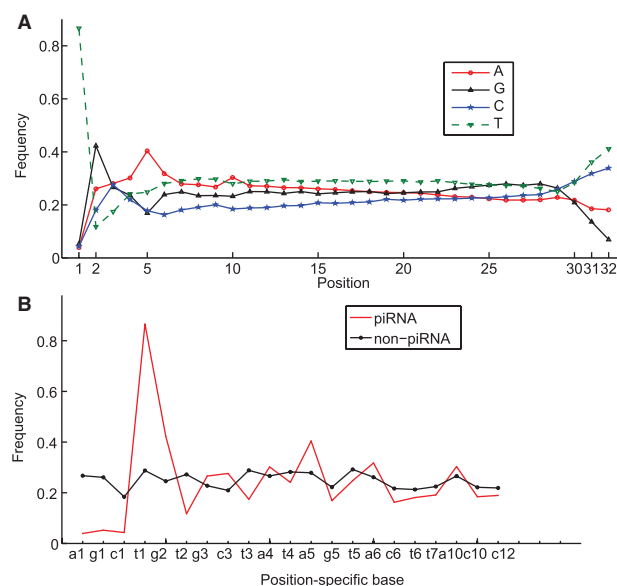 A
Fequency
0.8
0.6
0.4
0.2
0
A
G
C
T
1 2 5 10 15 20 25 30 31 32
Position
B
Frequency
0.8
0.6
0.4
0.2
0
piRNA
non-piRNA
a1 g1 c1 t1 g2 t2 g3 c3 t3 a4 t4 a5 g5 t5 a6 c6 t6 t7 a10 c10 c12
Position-specific base